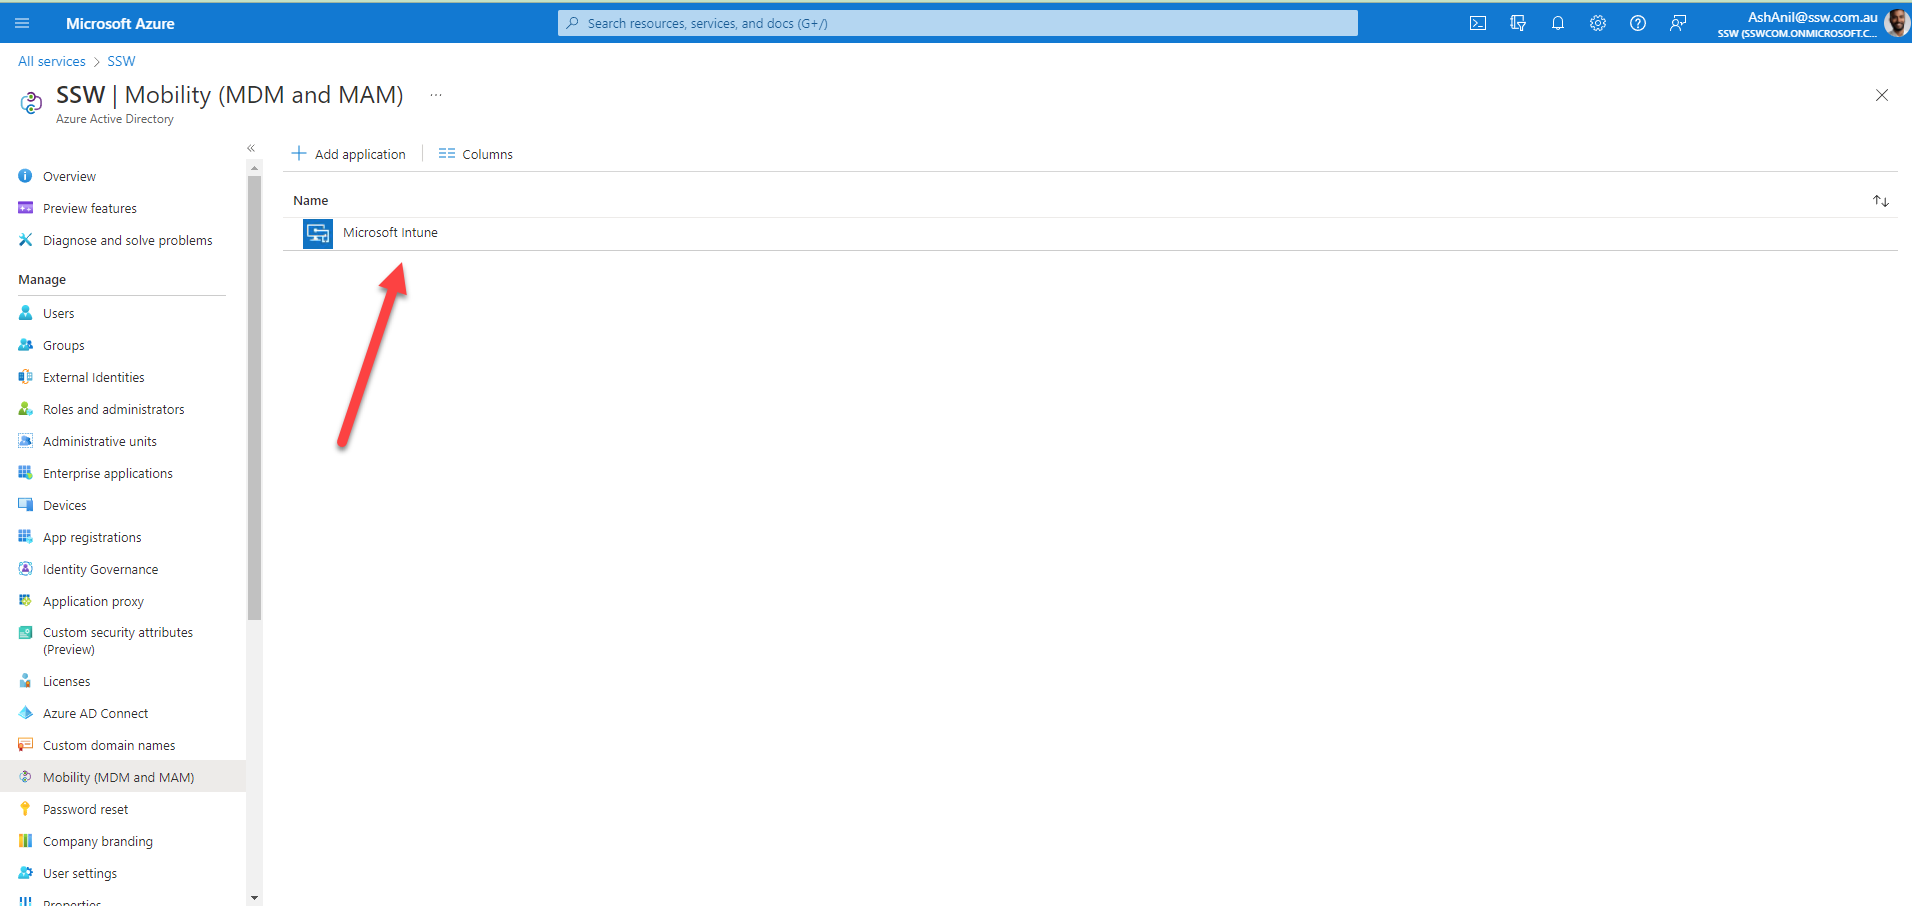 Microsoft Azure
Search resources, services, and docs (G+/)
AshAnil@ssw.com.au
SSW (SSWCOM.ONMICROSOFT.C...
All services > SSW
SSW | Mobility (MDM and MAM) ...
Azure Active Directory
«
Overview
Preview features
Diagnose and solve problems
Manage
Users
Groups
External Identities
Roles and administrators
Administrative units
Enterprise applications
Devices
App registrations
Identity Governance
Application proxy
Custom security attributes
(Preview)
Licenses
Azure AD Connect
Custom domain names
Mobility (MDM and MAM)
Password reset
Company branding
User settings
Properties
+ Add application
Columns
Name
Microsoft Intune